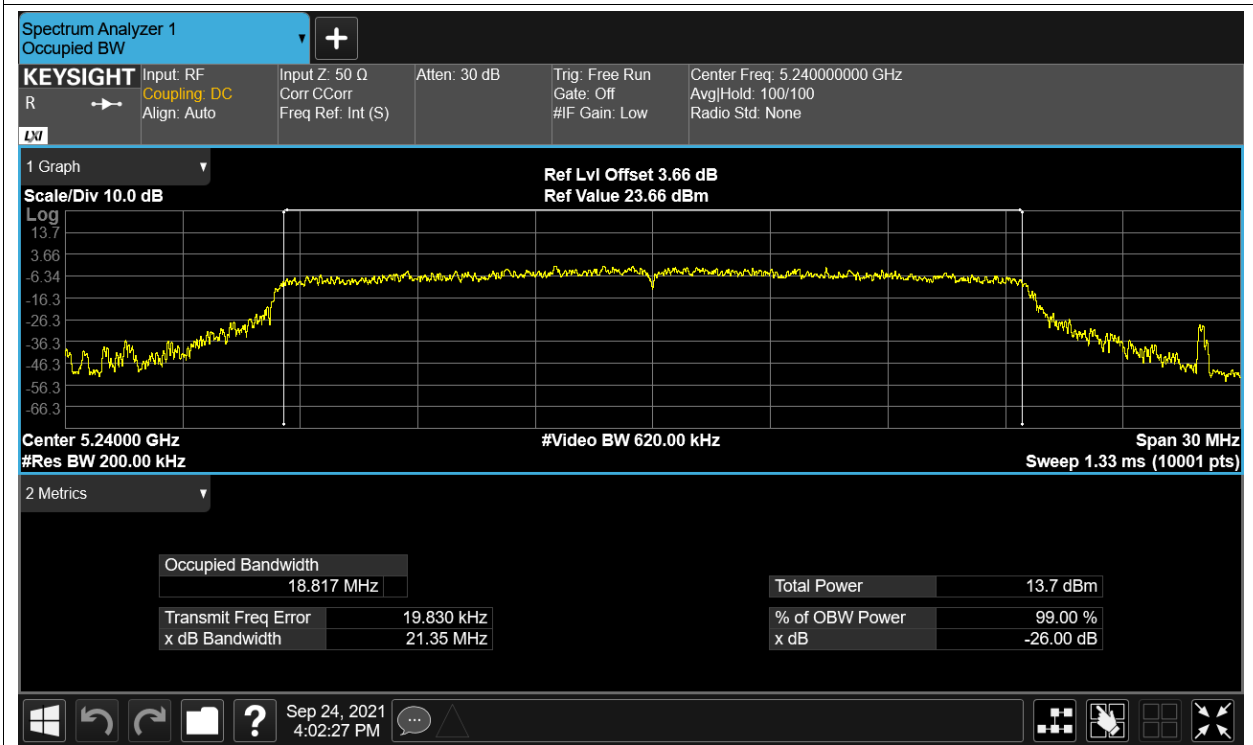 Spectrum Analyzer 1
Occupied BW
KEYSIGHT Input: RF Input Z: 50 Ω Atten: 30 dB Trig: Free Run Center Freq: 5.240000000 GHz
R Coupling: DC Corr CCorr Gate: Off Avg|Hold: 100/100
Align: Auto Freq Ref: Int (S) #IF Gain: Low Radio Std: None
LXI
1 Graph Ref Lvl Offset 3.66 dB
Scale/Div 10.0 dB Ref Value 23.66 dBm
Log
13.7
3.66
-6.34
-16.3
-26.3
-36.3
-46.3
-56.3
-66.3
Center 5.24000 GHz #Video BW 620.00 kHz Span 30 MHz
#Res BW 200.00 kHz Sweep 1.33 ms (10001 pts)
2 Metrics
Occupied Bandwidth
18.817 MHz Total Power 13.7 dBm
Transmit Freq Error 19.830 kHz % of OBW Power 99.00 %
x dB Bandwidth 21.35 MHz x dB -26.00 dB
Sep 24, 2021
4:02:27 PM